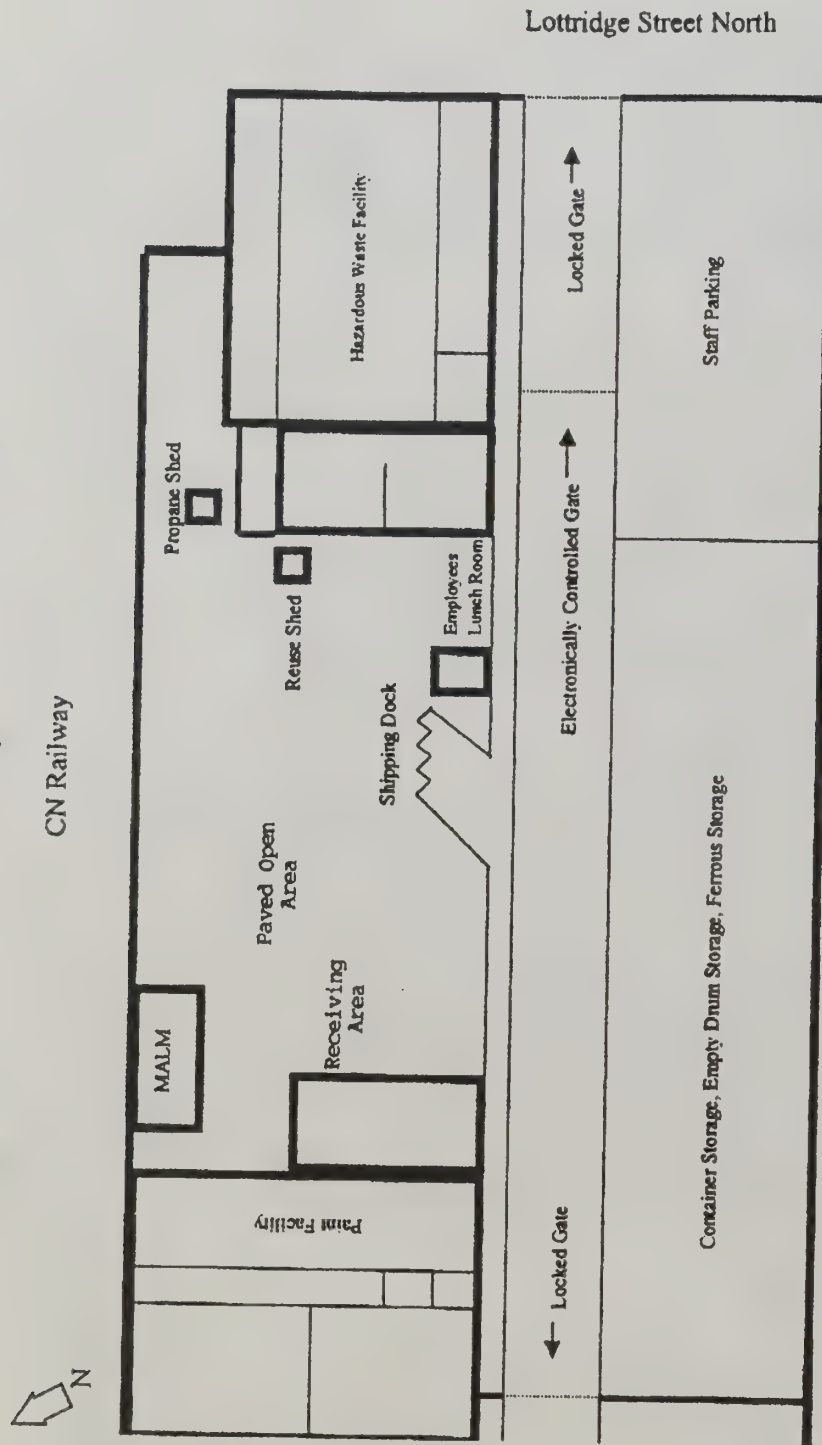 Lottridge Street North
CN Railway
Hazardous Waste Facility
Locked Gate
Staff Parking
Propane Shed
Reuse Shed
Employees
Lunch Room
Electronically Controlled Gate
Shipping Dock
Paved Open
Area
Receiving
Area
MALM
Container Storage, Empty Drum Storage, Ferrous Storage
Paint Facility
Locked Gate
N